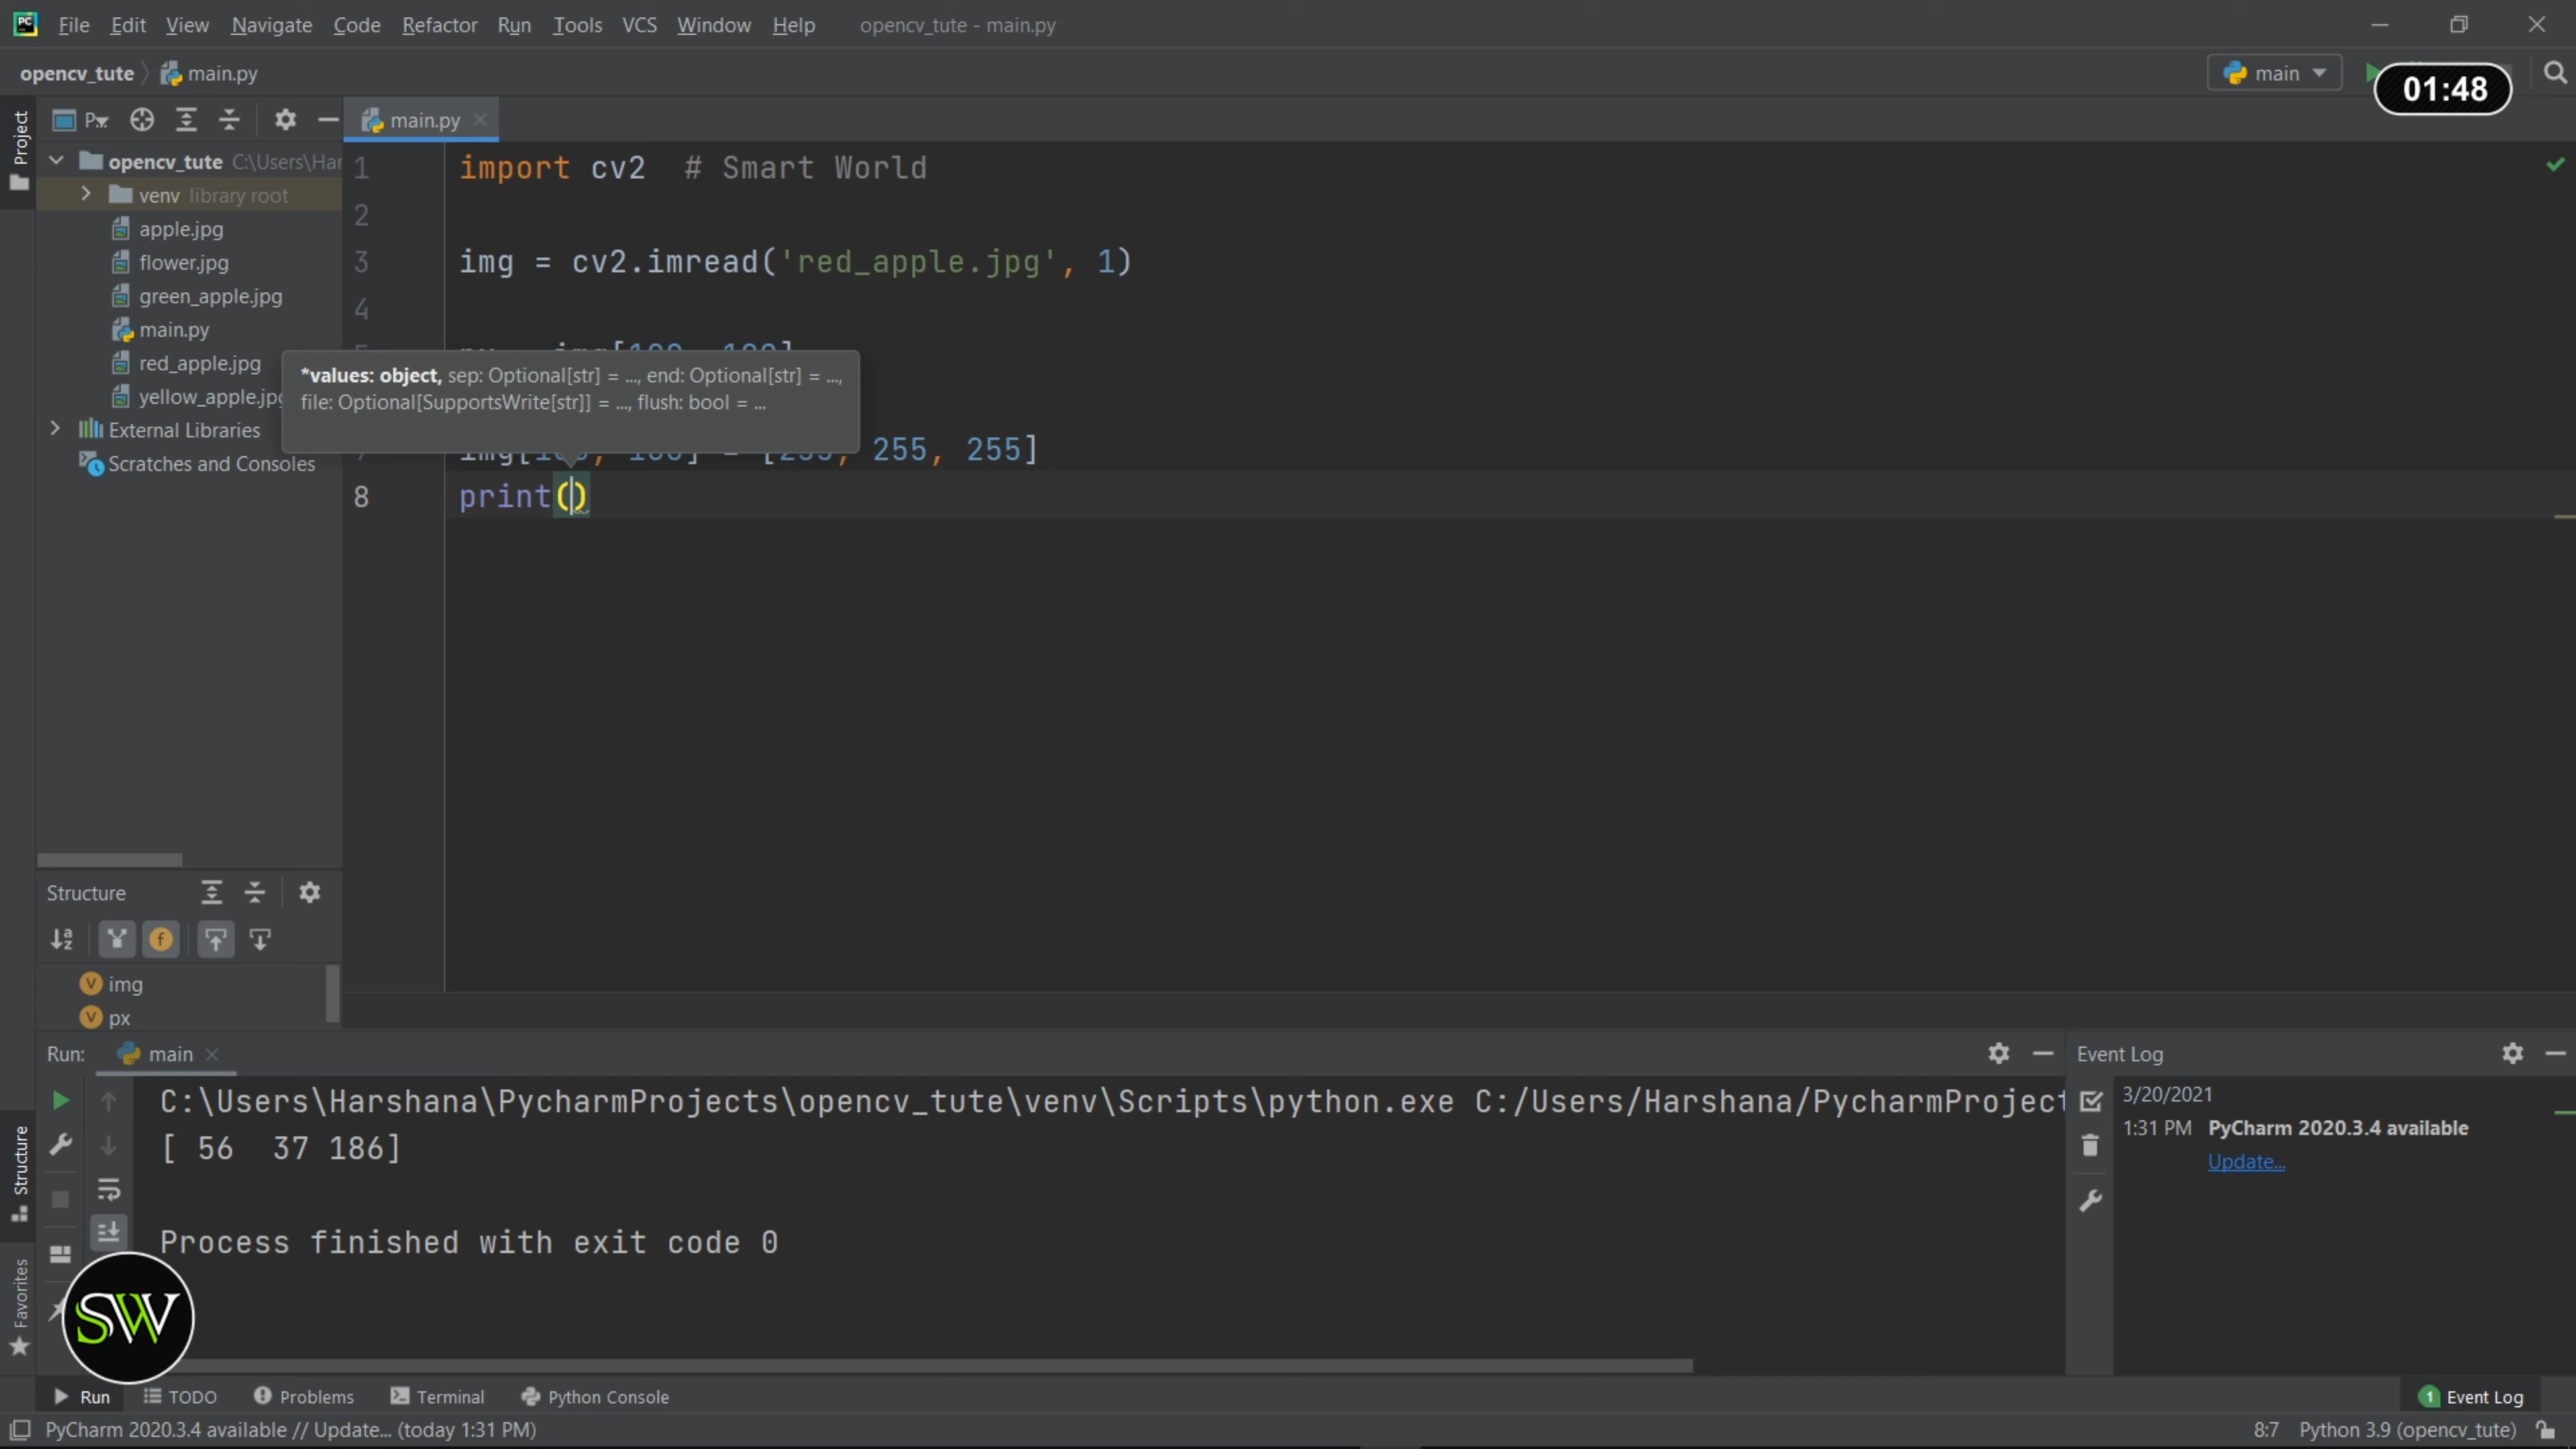 PC File Edit View Navigate Code Refactor Run Tools VCS Window Help opencv_tute - main.py
opencv_tute main.py
main
01:48
Project
P...
main.py
opencv_tute C:\Users\Har
venv library root
apple.jpg
flower.jpg
green_apple.jpg
main.py
red_apple.jpg
yellow_apple.jpg
External Libraries
Scratches and Consoles
1 import cv2 # Smart World
2
3 img = cv2.imread('red_apple.jpg', 1)
4
*values: object, sep: Optional[str] = ..., end: Optional[str] = ...,
file: Optional[SupportsWrite[str]] = ..., flush: bool = ...
255, 255]
8 print()
Structure
img
px
Run: main
C:\Users\Harshana\PycharmProjects\opencv_tute\venv\Scripts\python.exe C:/Users/Harshana/PycharmProject
[ 56 37 186]
Process finished with exit code 0
Event Log
3/20/2021
1:31 PM PyCharm 2020.3.4 available
Update...
Structure
Favorites
SW
Run TODO Problems Terminal Python Console 1 Event Log
PyCharm 2020.3.4 available // Update... (today 1:31 PM) 8:7 Python 3.9 (opencv_tute)